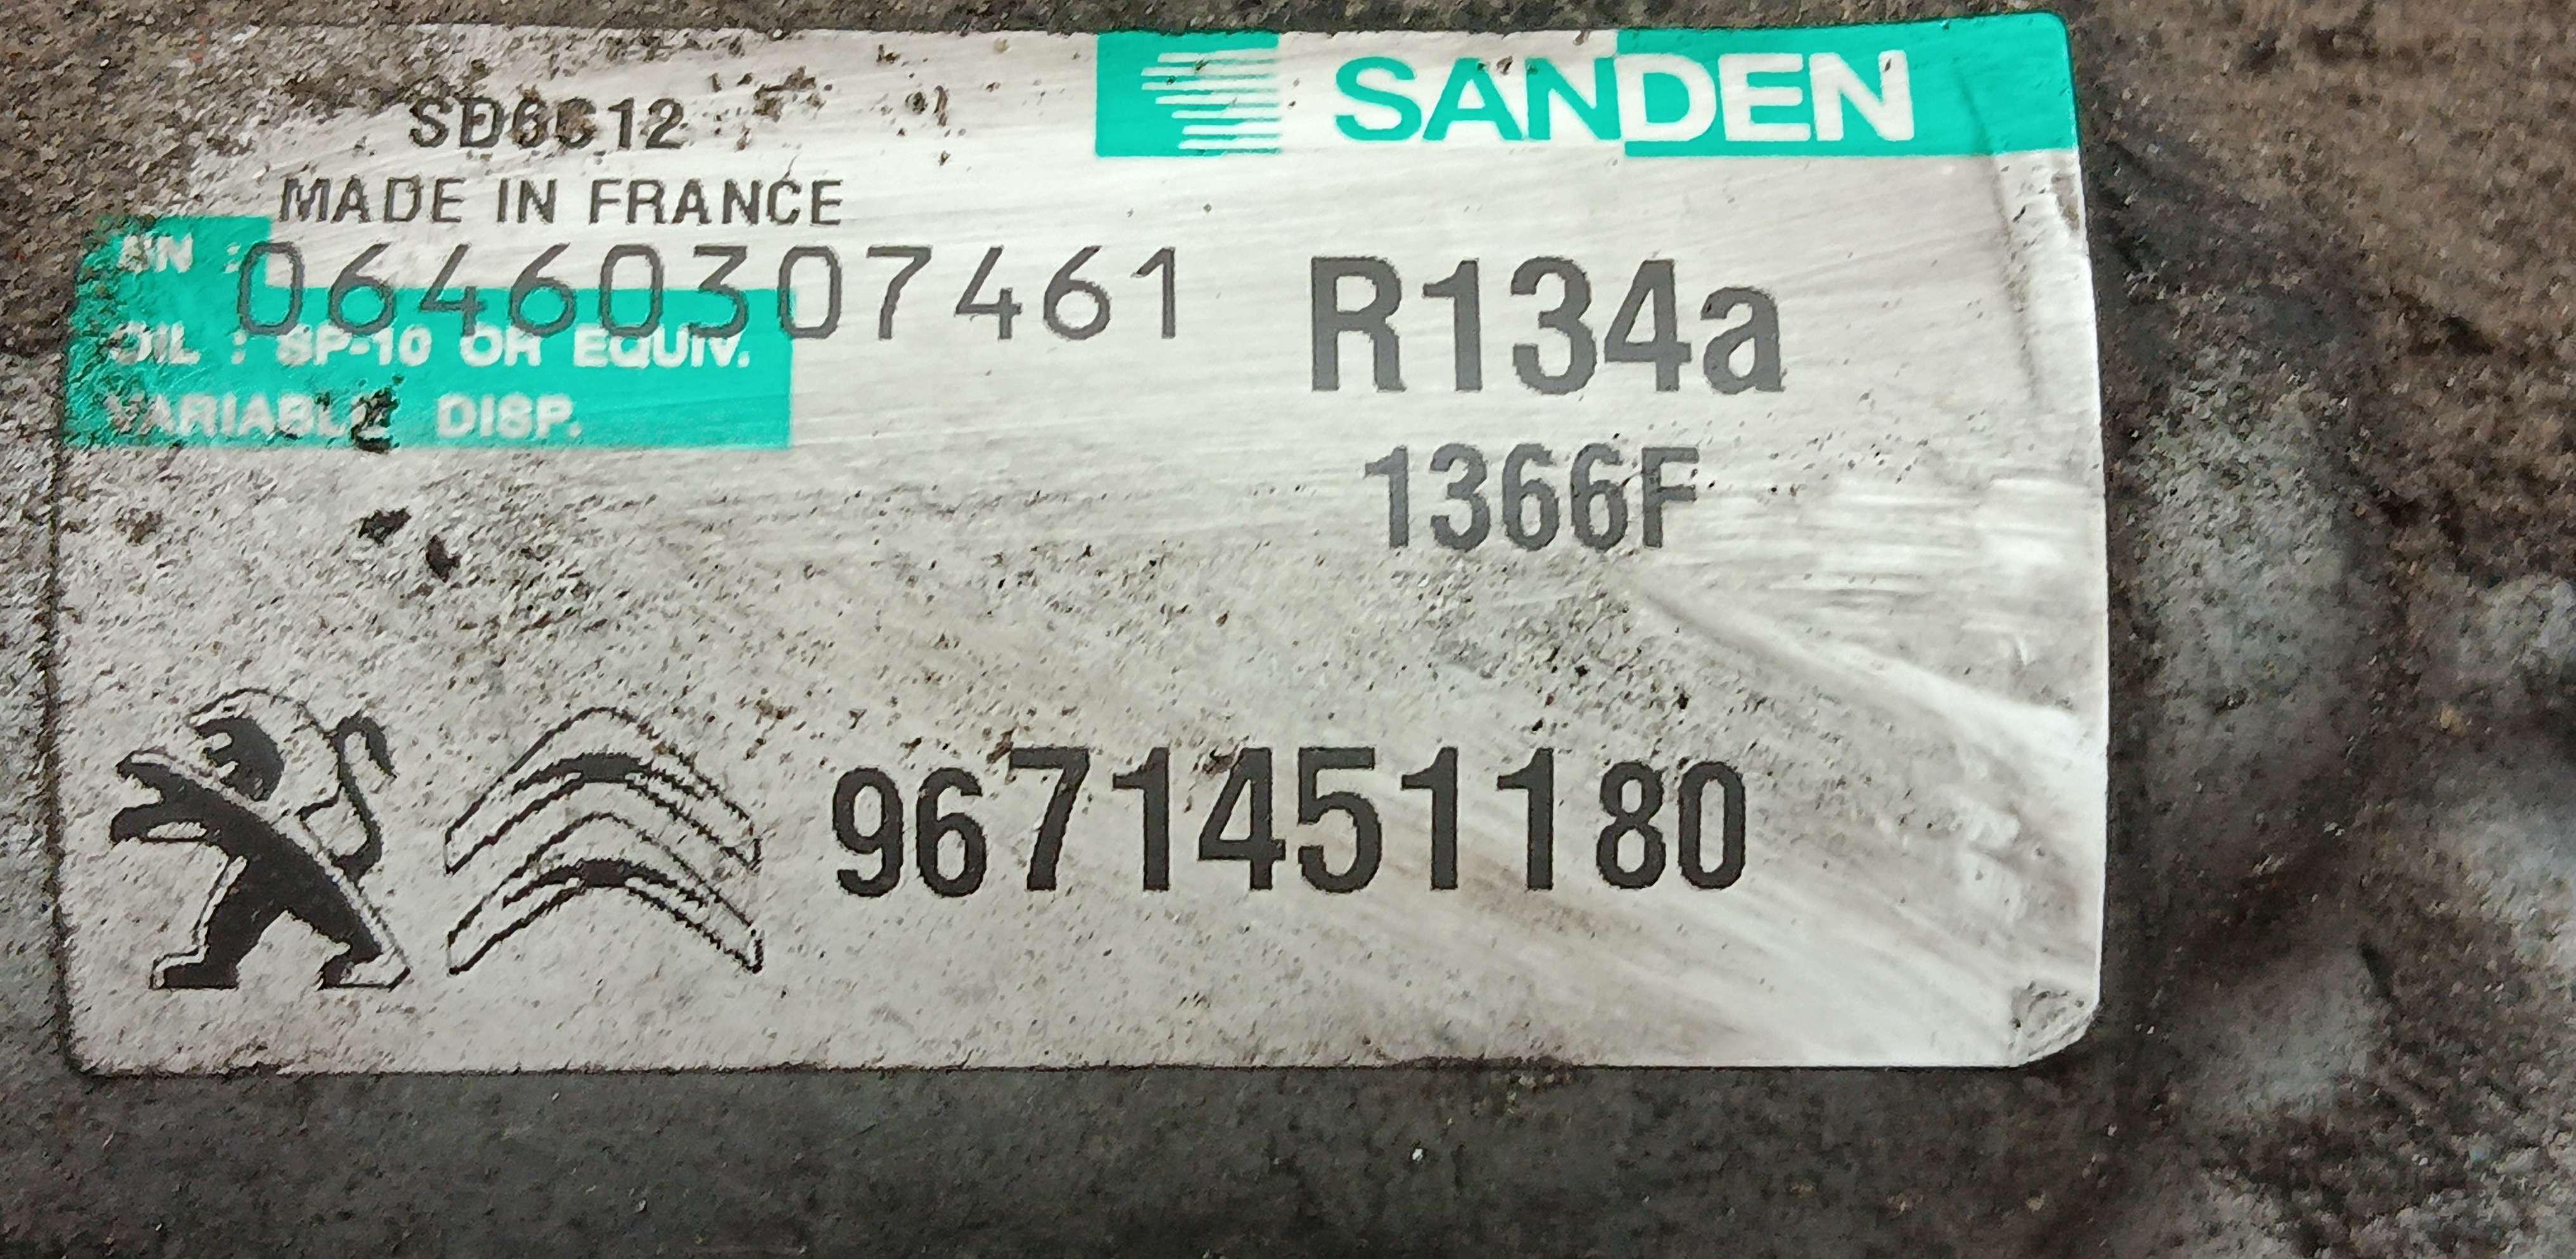 SANDEN
SD6C12
MADE IN FRANCE
SN : 06460307461
R134a
OIL : SP-10 OR EQUIV.
VARIABLE DISP.
1366F
9671451180